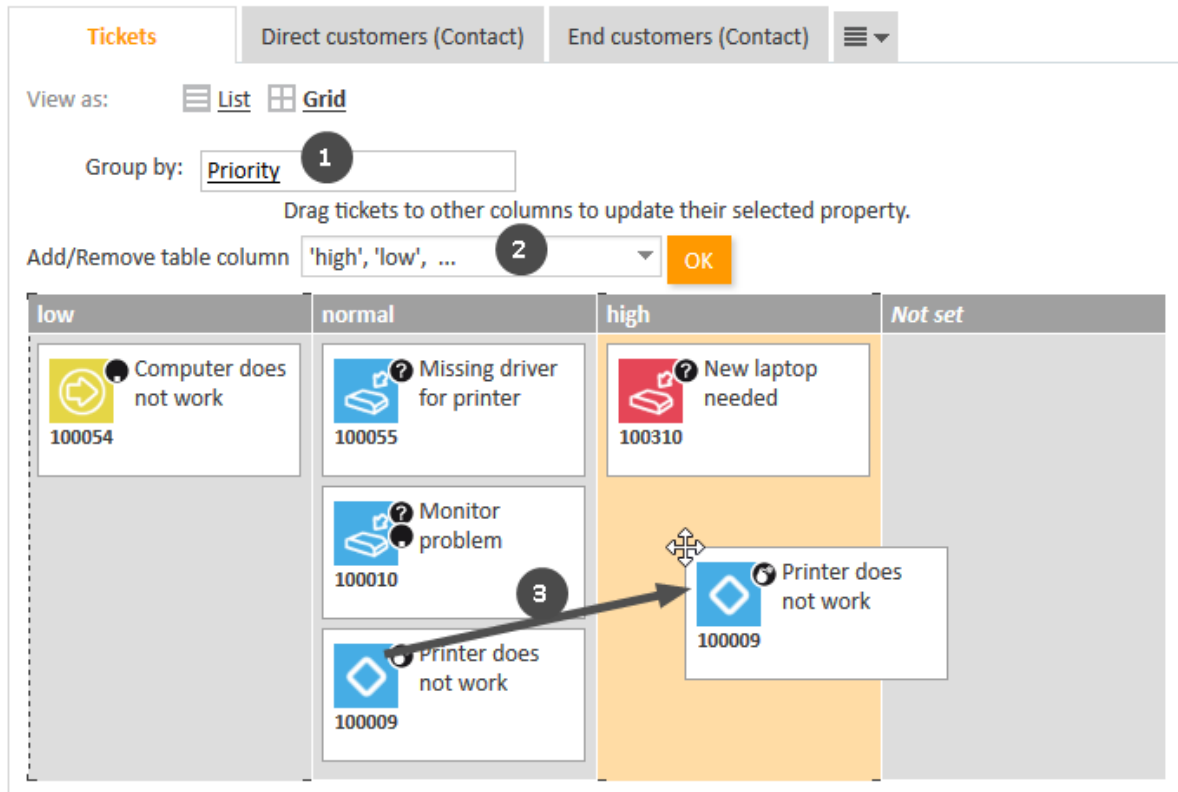 Tickets
Direct customers (Contact)
End customers (Contact)
View as: List Grid
Group by: Priority 1
Drag tickets to other columns to update their selected property.
Add/Remove table column 'high', 'low', ... 2 OK
low normal high Not set
Computer does
not work
100054
Missing driver
for printer
100055
New laptop
needed
100310
Monitor
problem
100010
3
Printer does
not work
100009
Printer does
not work
100009